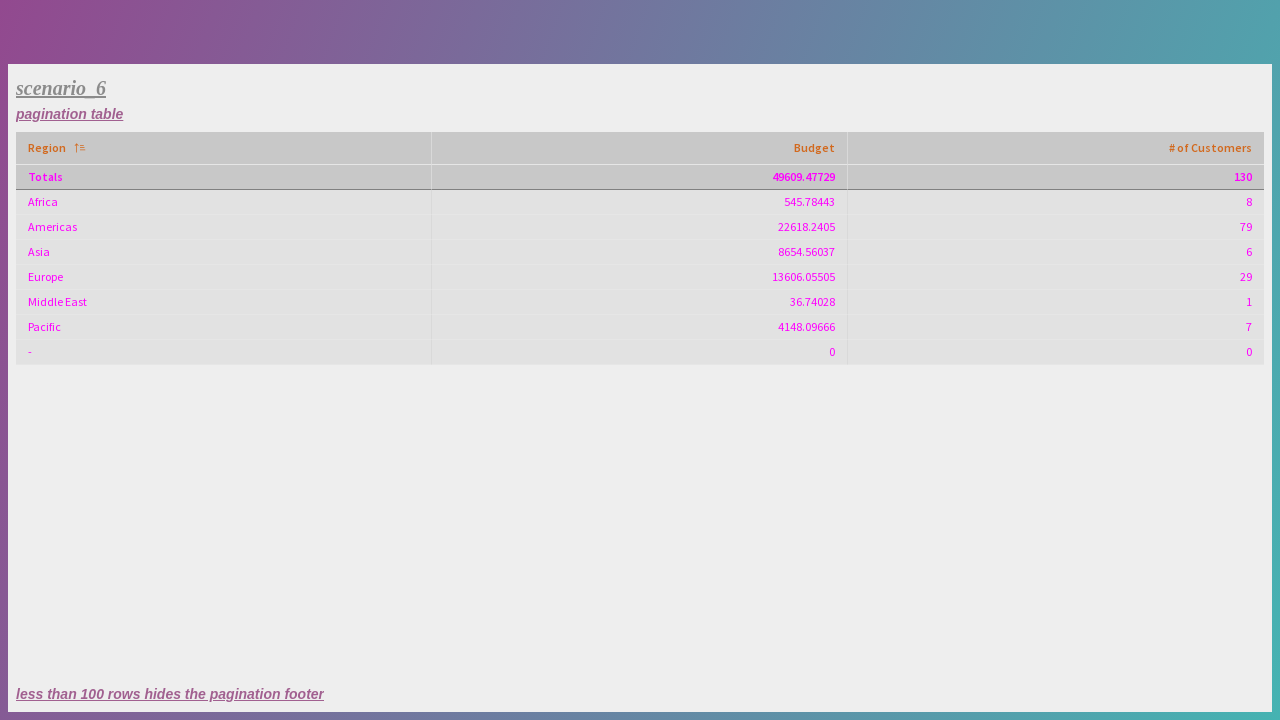 scenario_6
pagination table
Region Budget # of Customers
Totals 49609.47729 130
Africa 545.78443 8
Americas 22618.2405 79
Asia 8654.56037 6
Europe 13606.05505 29
Middle East 36.74028 1
Pacific 4148.09666 7
- 0 0
less than 100 rows hides the pagination footer